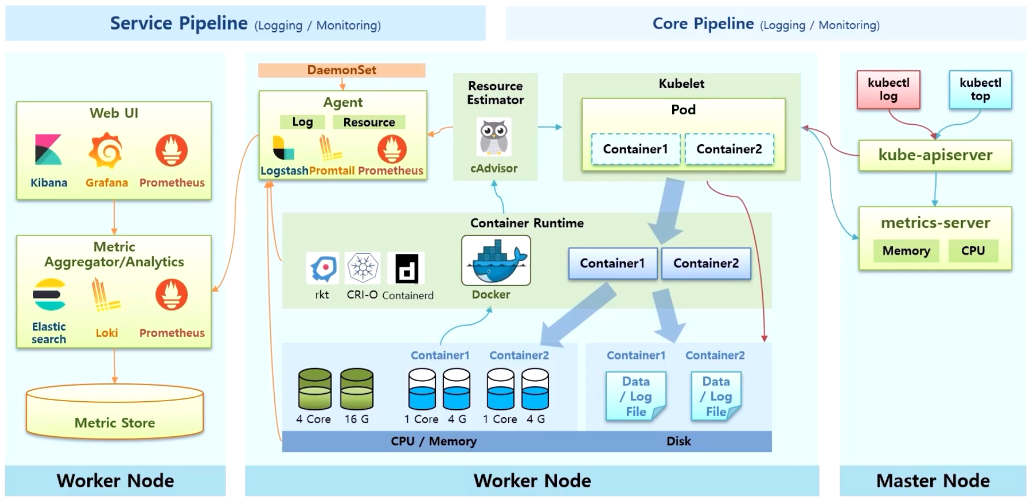 Service Pipeline (Logging / Monitoring)
Core Pipeline (Logging / Monitoring)
Web UI
Kibana
Grafana
Prometheus
Metric
Aggregator/Analytics
Elastic
search
Loki
Prometheus
Metric Store
Worker Node
DaemonSet
Agent
Log
Resource
Logstash
Promtail
Prometheus
Resource
Estimator
cAdvisor
Kubelet
Pod
Container1
Container2
Container Runtime
rkt
CRI-O
Containerd
Docker
Container1
Container2
Container1
Container2
4 Core
16 G
1 Core
4 G
1 Core
4 G
CPU / Memory
Container1
Container2
Data
/ Log
File
Data
/ Log
File
Disk
Worker Node
kubectl
log
kubectl
top
kube-apiserver
metrics-server
Memory
CPU
Master Node